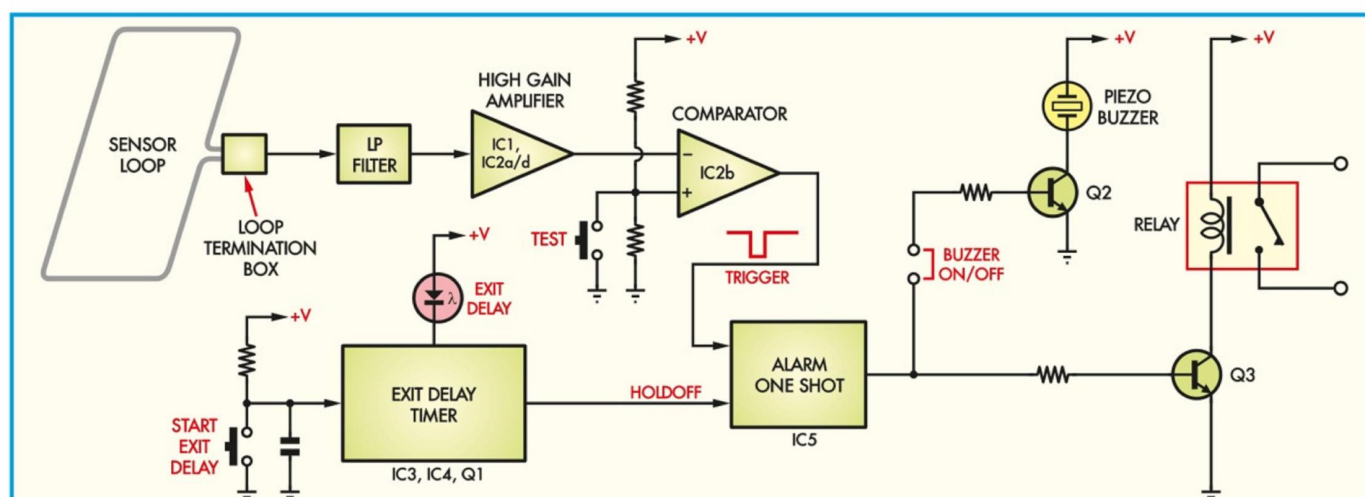 SENSOR
LOOP
LOOP
TERMINATION
BOX
LP
FILTER
HIGH GAIN
AMPLIFIER
IC1,
IC2a/d
+V
COMPARATOR
−
+
IC2b
TEST
TRIGGER
+V
PIEZO
BUZZER
Q2
BUZZER
ON/OFF
+V
RELAY
Q3
+V
λ
EXIT
DELAY
+V
START
EXIT
DELAY
EXIT DELAY
TIMER
IC3, IC4, Q1
HOLDOFF
ALARM
ONE SHOT
IC5